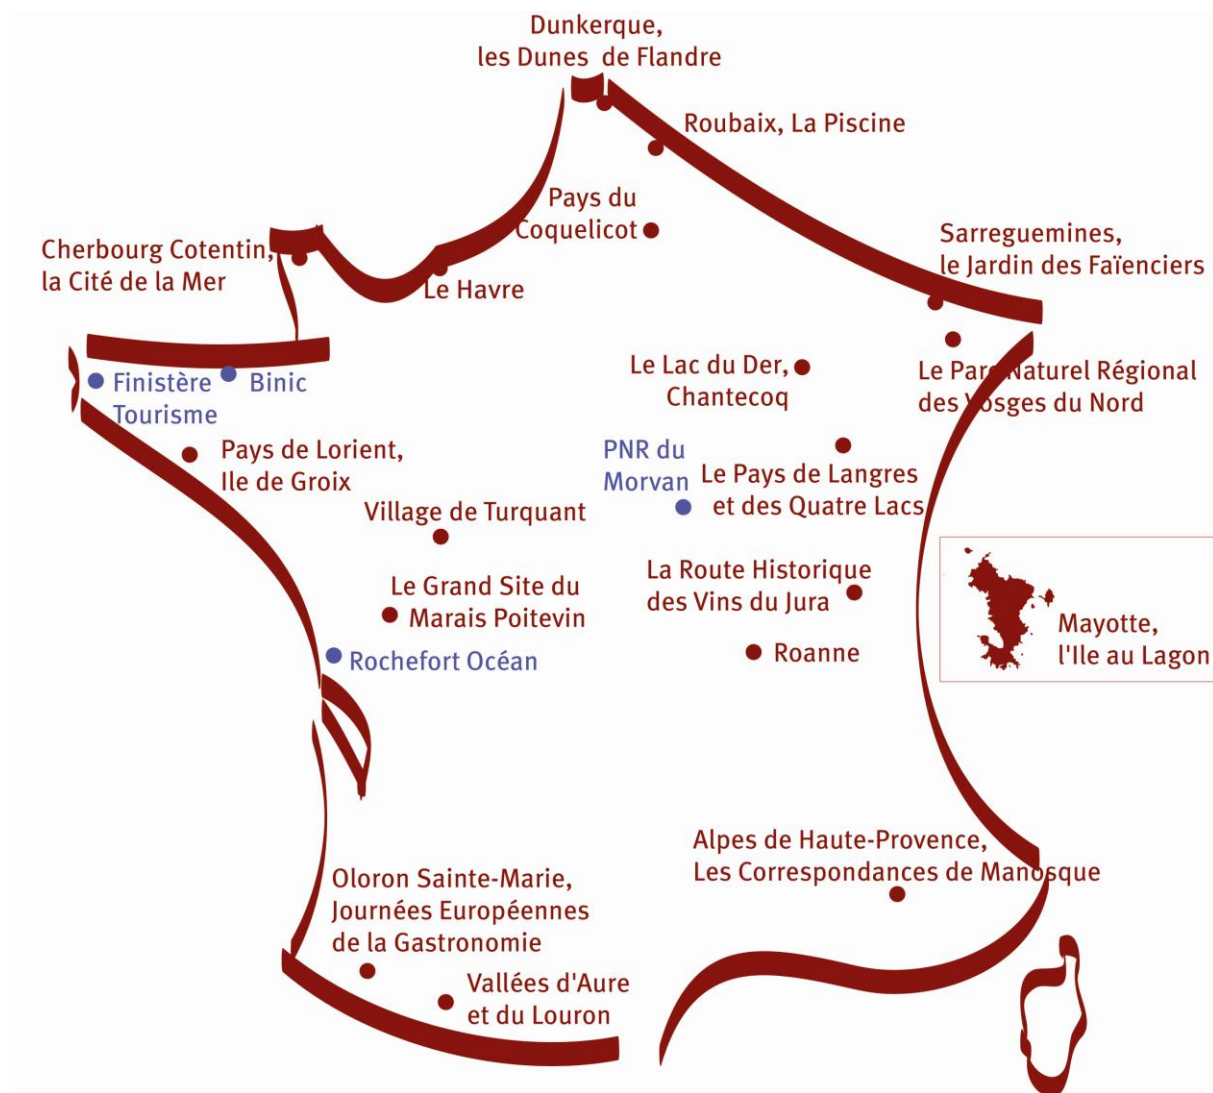 Dunkerque,
les Dunes de Flandre
Roubaix, La Piscine
Pays du
Coquelicot
Cherbourg Cotentin,
la Cité de la Mer
Le Havre
Sarreguemines,
le Jardin des Faïenciers
Le Lac du Der,
Chantecoq
Le Parc Naturel Régional
des Vosges du Nord
Finistère
Tourisme
Binic
Pays de Lorient,
Ile de Groix
PNR du
Morvan
Le Pays de Langres
et des Quatre Lacs
Village de Turquant
Le Grand Site du
Marais Poitevin
La Route Historique
des Vins du Jura
Rochefort Océan
Roanne
Mayotte,
l'Ile au Lagon
Alpes de Haute-Provence,
Les Correspondances de Manosque
Oloron Sainte-Marie,
Journées Européennes
de la Gastronomie
Vallées d'Aure
et du Louron